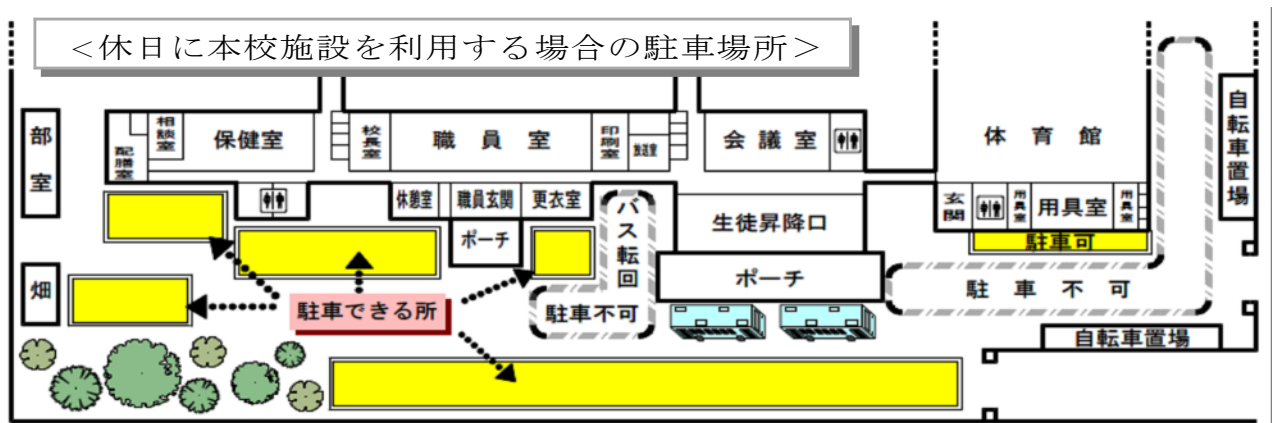 <休日に本校施設を利用する場合の駐車場所>
部室
相談室
配膳室
保健室
校長室
職員室
印刷室
放送室
会議室
体育館
自転車置場
休憩室
職員玄関
更衣室
バス転回
駐車不可
生徒昇降口
玄関
用具室
用具室
用具室
駐車可
ポーチ
ポーチ
畑
駐車できる所
駐車不可
自転車置場